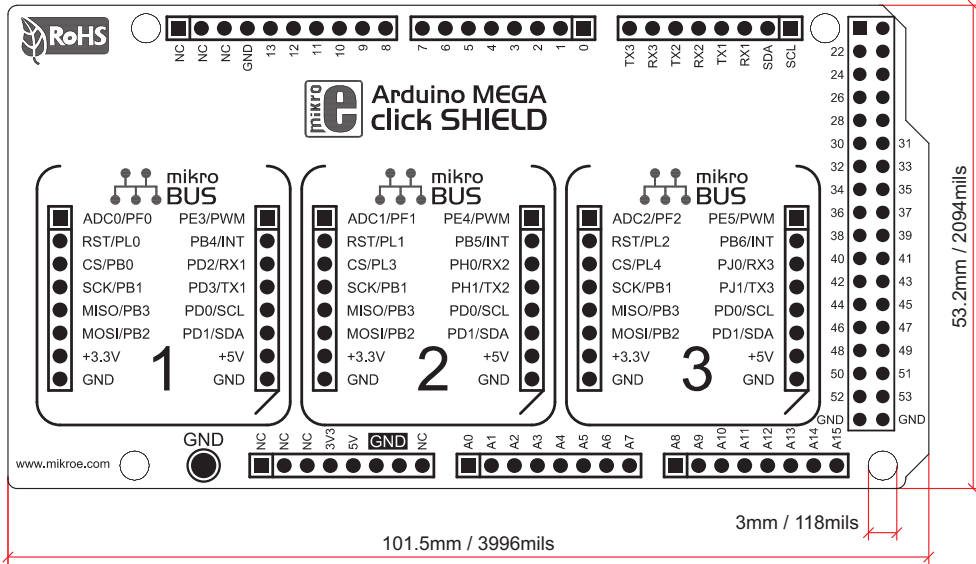 RoHS
NC NC NC GND 13 12 11 10 9 8
7 6 5 4 3 2 1 0
TX3 RX3 TX2 RX2 TX1 RX1 SDA SCL
mikro e
Arduino MEGA
click SHIELD
22
24
26
28
30 31
32 33
34 35
36 37
38 39
40 41
42 43
44 45
46 47
48 49
50 51
52 53
GND GND
mikro
BUS
ADC0/PF0 PE3/PWM
RST/PL0 PB4/INT
CS/PB0 PD2/RX1
SCK/PB1 PD3/TX1
MISO/PB3 PD0/SCL
MOSI/PB2 PD1/SDA
+3.3V +5V
GND GND
1
mikro
BUS
ADC1/PF1 PE4/PWM
RST/PL1 PB5/INT
CS/PL3 PH0/RX2
SCK/PB1 PH1/TX2
MISO/PB3 PD0/SCL
MOSI/PB2 PD1/SDA
+3.3V +5V
GND GND
2
mikro
BUS
ADC2/PF2 PE5/PWM
RST/PL2 PB6/INT
CS/PL4 PJ0/RX3
SCK/PB1 PJ1/TX3
MISO/PB3 PD0/SCL
MOSI/PB2 PD1/SDA
+3.3V +5V
GND GND
3
GND
NC NC NC 3V3 5V GND NC
A0 A1 A2 A3 A4 A5 A6 A7
A8 A9 A10 A11 A12 A13 A14 A15
www.mikroe.com
53.2mm / 2094mils
3mm / 118mils
101.5mm / 3996mils